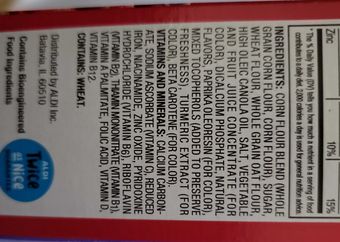 Zinc 10% 15%
* The % Daily Value (DV) tells you how much a nutrient in a serving of food
contributes to a daily diet. 2,000 calories a day is used for general nutrition advice.
INGREDIENTS: CORN FLOUR BLEND (WHOLE
GRAIN CORN FLOUR, CORN FLOUR), SUGAR,
WHEAT FLOUR, WHOLE GRAIN OAT FLOUR,
HIGH OLEIC CANOLA OIL, SALT, VEGETABLE
AND FRUIT JUICE CONCENTRATE (FOR
COLOR), DICALCIUM PHOSPHATE, NATURAL
FLAVORS, PAPRIKA OLEORESIN (FOR COLOR),
MIXED TOCOPHEROLS (ADDED TO PRESERVE
FRESHNESS), TURMERIC EXTRACT (FOR
COLOR), BETA CAROTENE (FOR COLOR).
VITAMINS AND MINERALS: CALCIUM CARBON-
ATE, SODIUM ASCORBATE (VITAMIN C), REDUCED
IRON, NIACINAMIDE, ZINC OXIDE, PYRIDOXINE
HYDROCHLORIDE (VITAMIN B6), RIBOFLAVIN
(VITAMIN B2), THIAMIN MONONITRATE (VITAMIN B1),
VITAMIN A PALMITATE, FOLIC ACID, VITAMIN D,
VITAMIN B12.
CONTAINS: WHEAT.
Distributed by ALDI Inc.
Batavia, IL 60510
Contains Bioengineered
Food Ingredients
ALDI
Twice
as
Nice